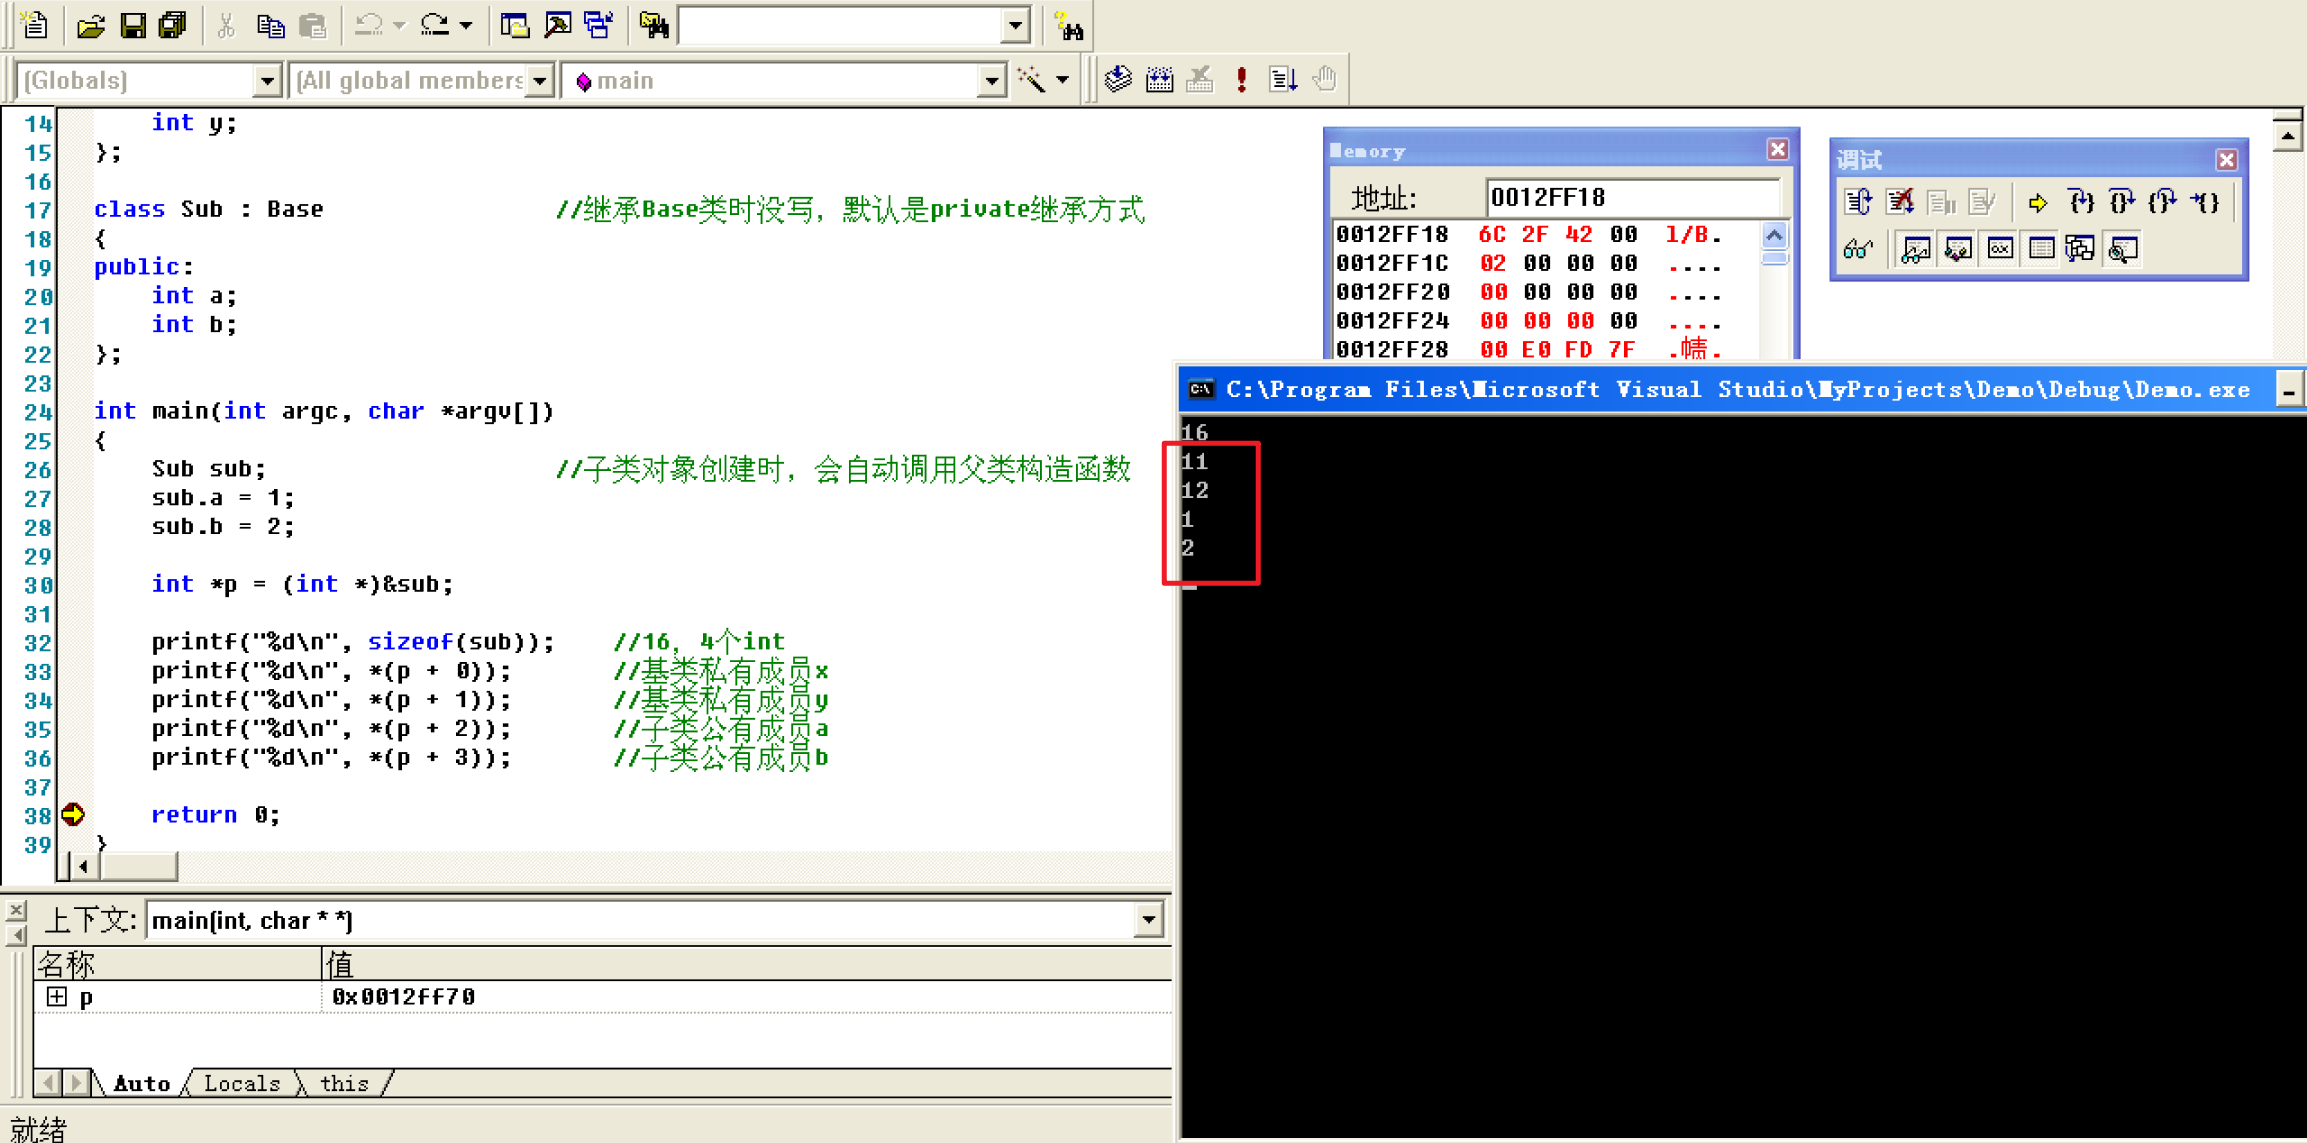 (Globals)
(All global members
main
14 int y;
15 };
16
17 class Sub : Base //继承Base类时没写，默认是private继承方式
18 {
19 public:
20 int a;
21 int b;
22 };
23
24 int main(int argc, char *argv[])
25 {
26 Sub sub; //子类对象创建时，会自动调用父类构造函数
27 sub.a = 1;
28 sub.b = 2;
29
30 int *p = (int *)&sub;
31
32 printf("%d\n", sizeof(sub)); //16, 4个int
33 printf("%d\n", *(p + 0)); //基类私有成员x
34 printf("%d\n", *(p + 1)); //基类私有成员y
35 printf("%d\n", *(p + 2)); //子类公有成员a
36 printf("%d\n", *(p + 3)); //子类公有成员b
37
38 return 0;
39 }
Memory
地址: 0012FF18
0012FF18 6C 2F 42 00 l/B.
0012FF1C 02 00 00 00 ....
0012FF20 00 00 00 00 ....
0012FF24 00 00 00 00 ....
0012FF28 00 E0 FD 7F .帱.
调试
C:\Program Files\Microsoft Visual Studio\MyProjects\Demo\Debug\Demo.exe
16
11
12
1
2
上下文: main(int, char * *)
名称 值
p 0x0012ff70
Auto Locals this
就绪